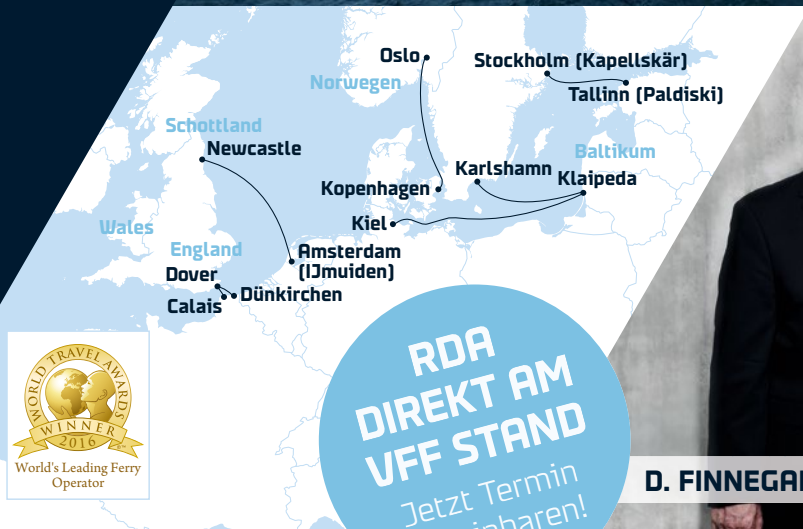 Oslo
Norwegen
Stockholm (Kapellskär)
Tallinn (Paldiski)
Schottland
Newcastle
Baltikum
Karlshamn
Klaipeda
Kopenhagen
Kiel
Wales
England
Amsterdam
(IJmuiden)
Dover
Dünkirchen
Calais
RDA
DIREKT AM
VFF STAND
Jetzt Termin
WORLD TRAVEL AWARDS
WINNER
2016
World's Leading Ferry
Operator
D. FINNEGA